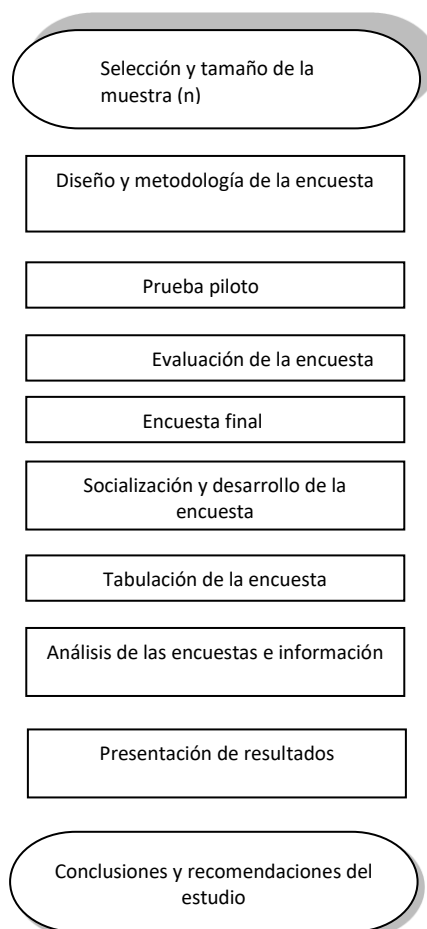 Selección y tamaño de la
muestra (n)
Diseño y metodología de la encuesta
Prueba piloto
Evaluación de la encuesta
Encuesta final
Socialización y desarrollo de la
encuesta
Tabulación de la encuesta
Análisis de las encuestas e información
Presentación de resultados
Conclusiones y recomendaciones del
estudio